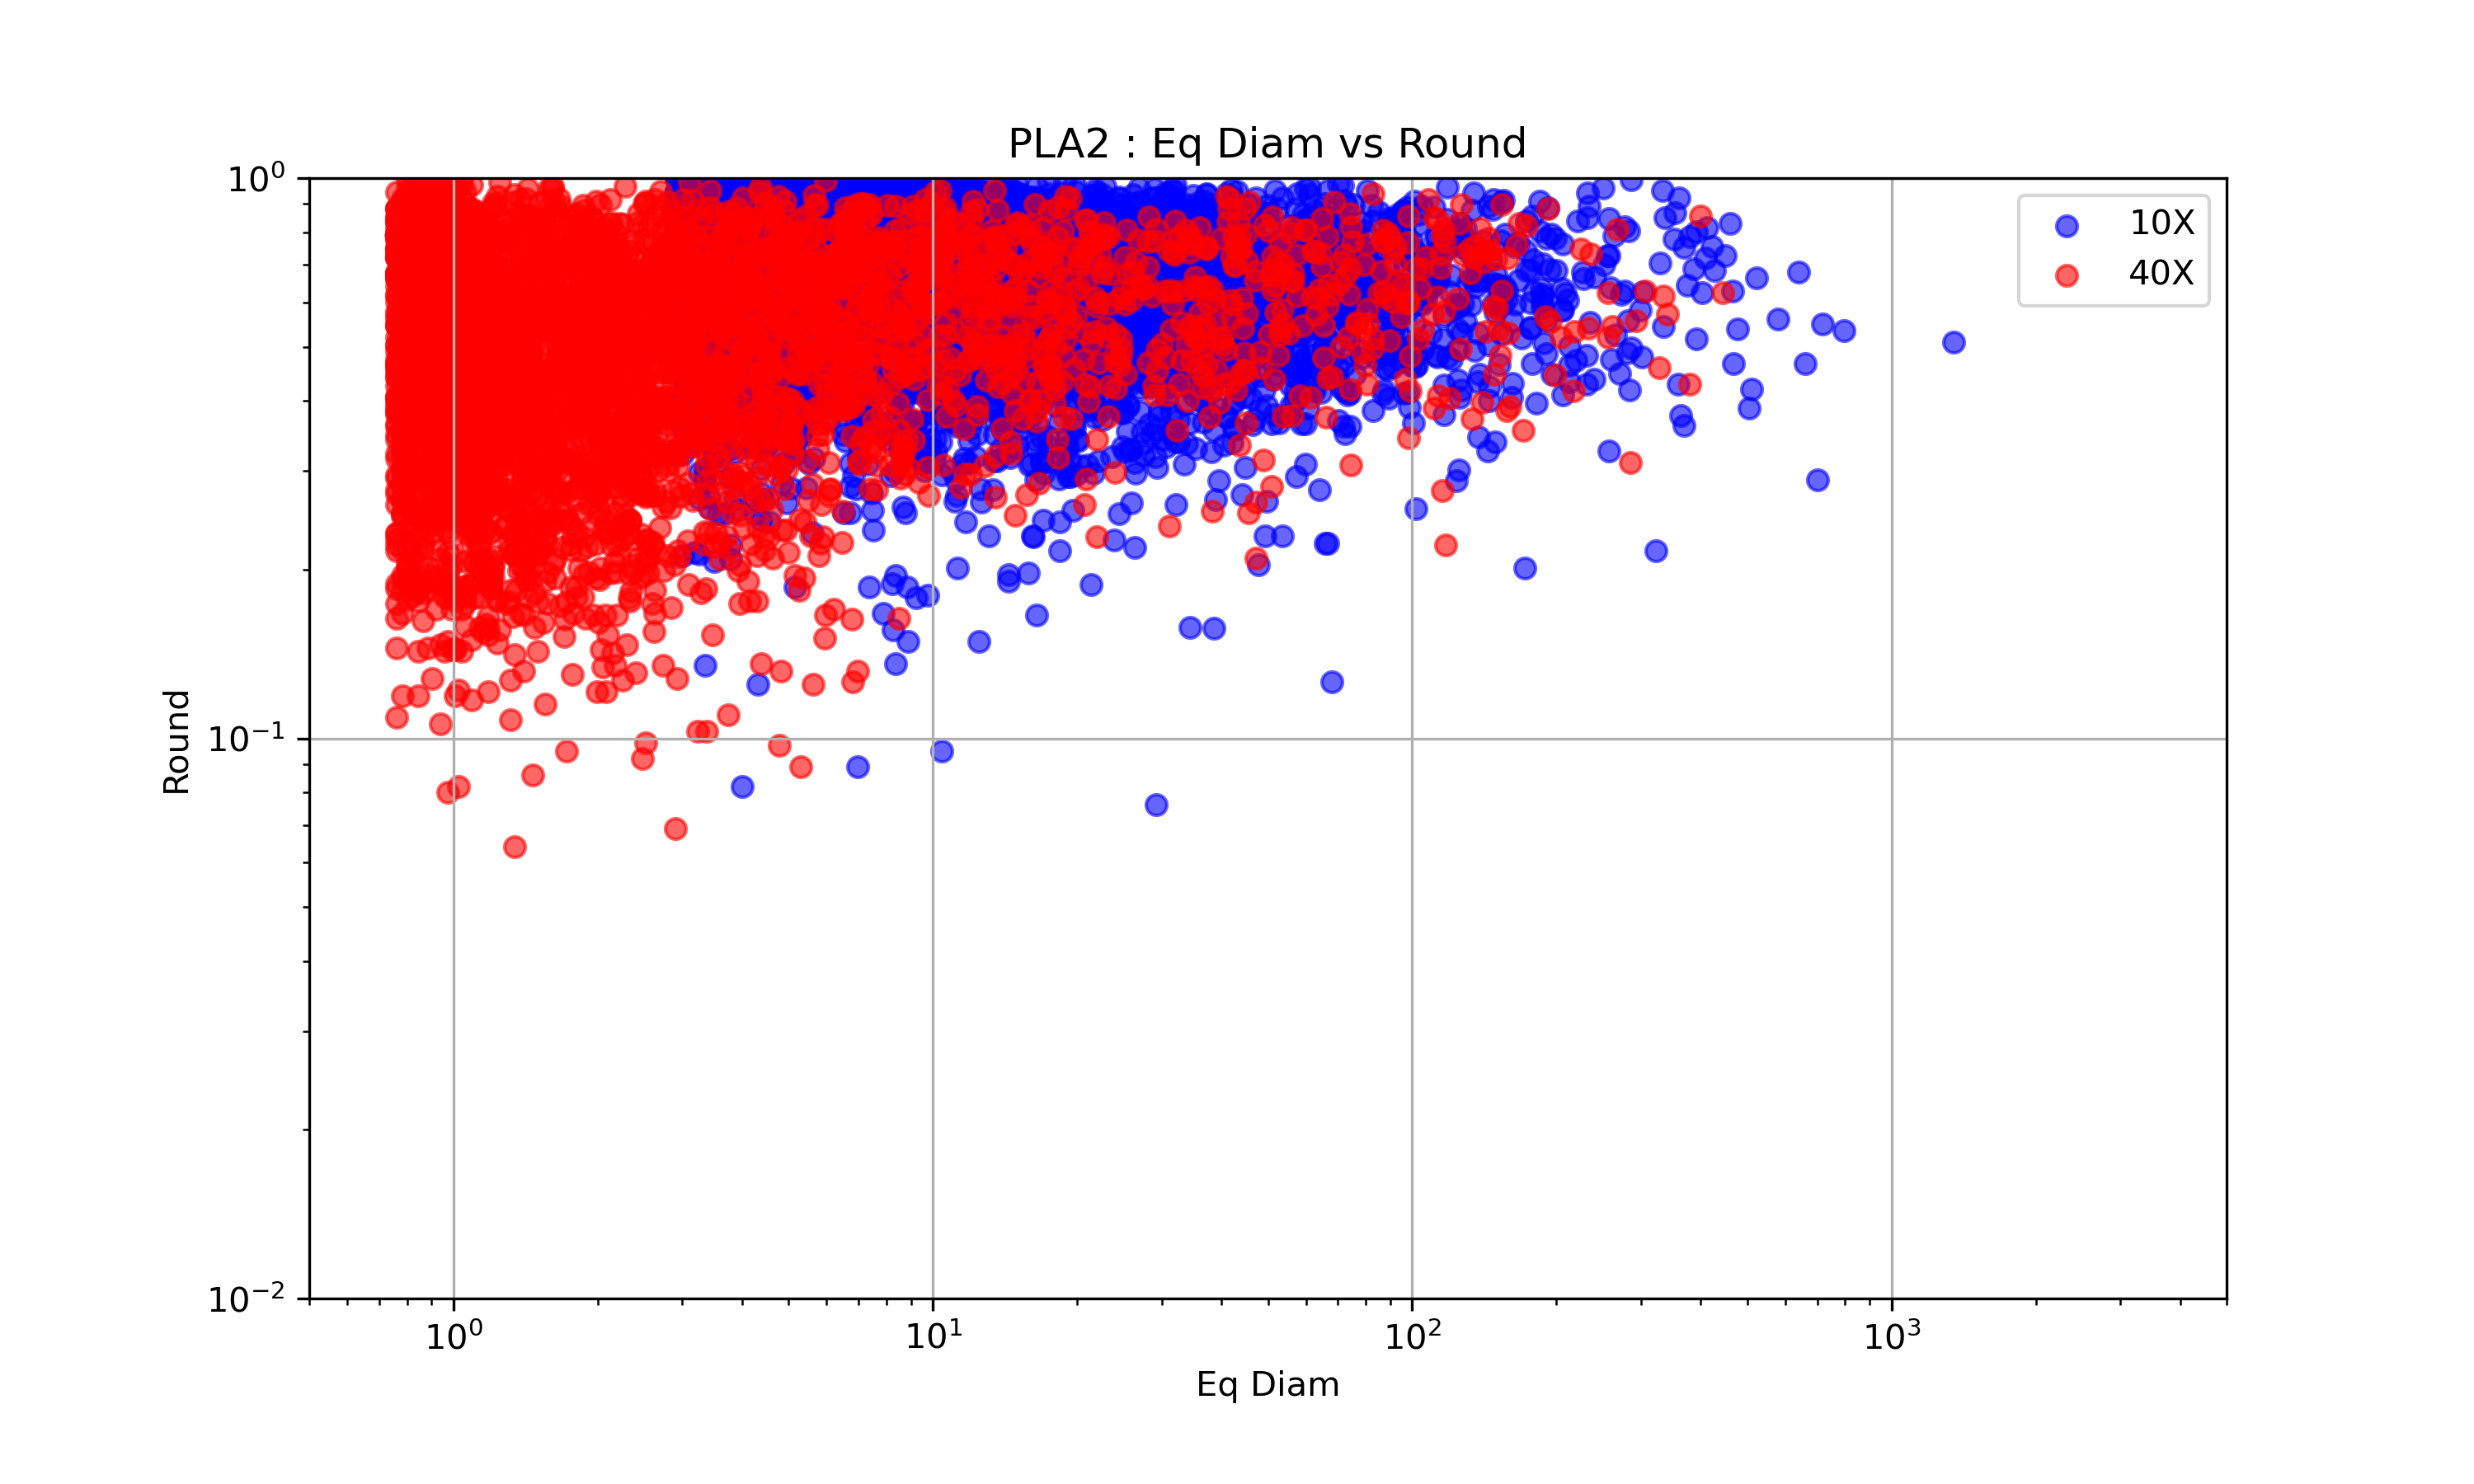 PLA2 : Eq Diam vs Round
10X
40X
Round
10⁰
10⁻¹
10⁻²
10⁰ 10¹ 10² 10³
Eq Diam